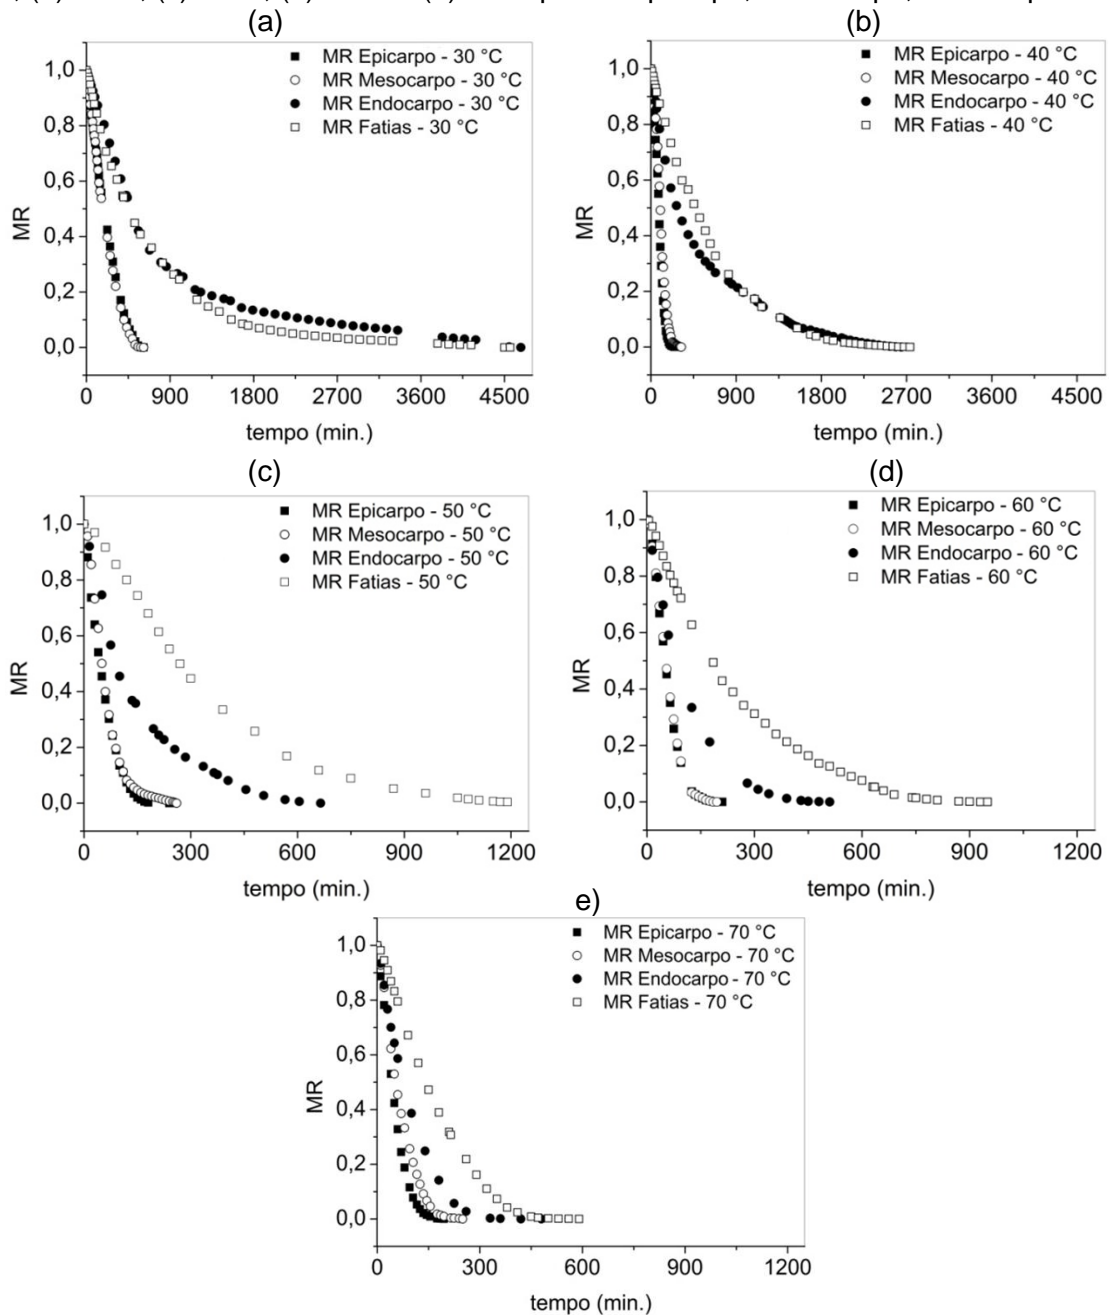 (a)
MR Epicarpo - 30 °C
MR Mesocarpo - 30 °C
MR Endocarpo - 30 °C
MR Fatias - 30 °C
1,0
0,8
0,6
0,4
0,2
0,0
MR
0 900 1800 2700 3600 4500
tempo (min.)
(b)
MR Epicarpo - 40 °C
MR Mesocarpo - 40 °C
MR Endocarpo - 40 °C
MR Fatias - 40 °C
1,0
0,8
0,6
0,4
0,2
0,0
MR
0 900 1800 2700 3600 4500
tempo (min.)
(c)
MR Epicarpo - 50 °C
MR Mesocarpo - 50 °C
MR Endocarpo - 50 °C
MR Fatias - 50 °C
1,0
0,8
0,6
0,4
0,2
0,0
MR
0 300 600 900 1200
tempo (min.)
(d)
MR Epicarpo - 60 °C
MR Mesocarpo - 60 °C
MR Endocarpo - 60 °C
MR Fatias - 60 °C
1,0
0,8
0,6
0,4
0,2
0,0
MR
0 300 600 900 1200
tempo (min.)
e)
MR Epicarpo - 70 °C
MR Mesocarpo - 70 °C
MR Endocarpo - 70 °C
MR Fatias - 70 °C
1,0
0,8
0,6
0,4
0,2
0,0
MR
0 300 600 900 1200
tempo (min.)